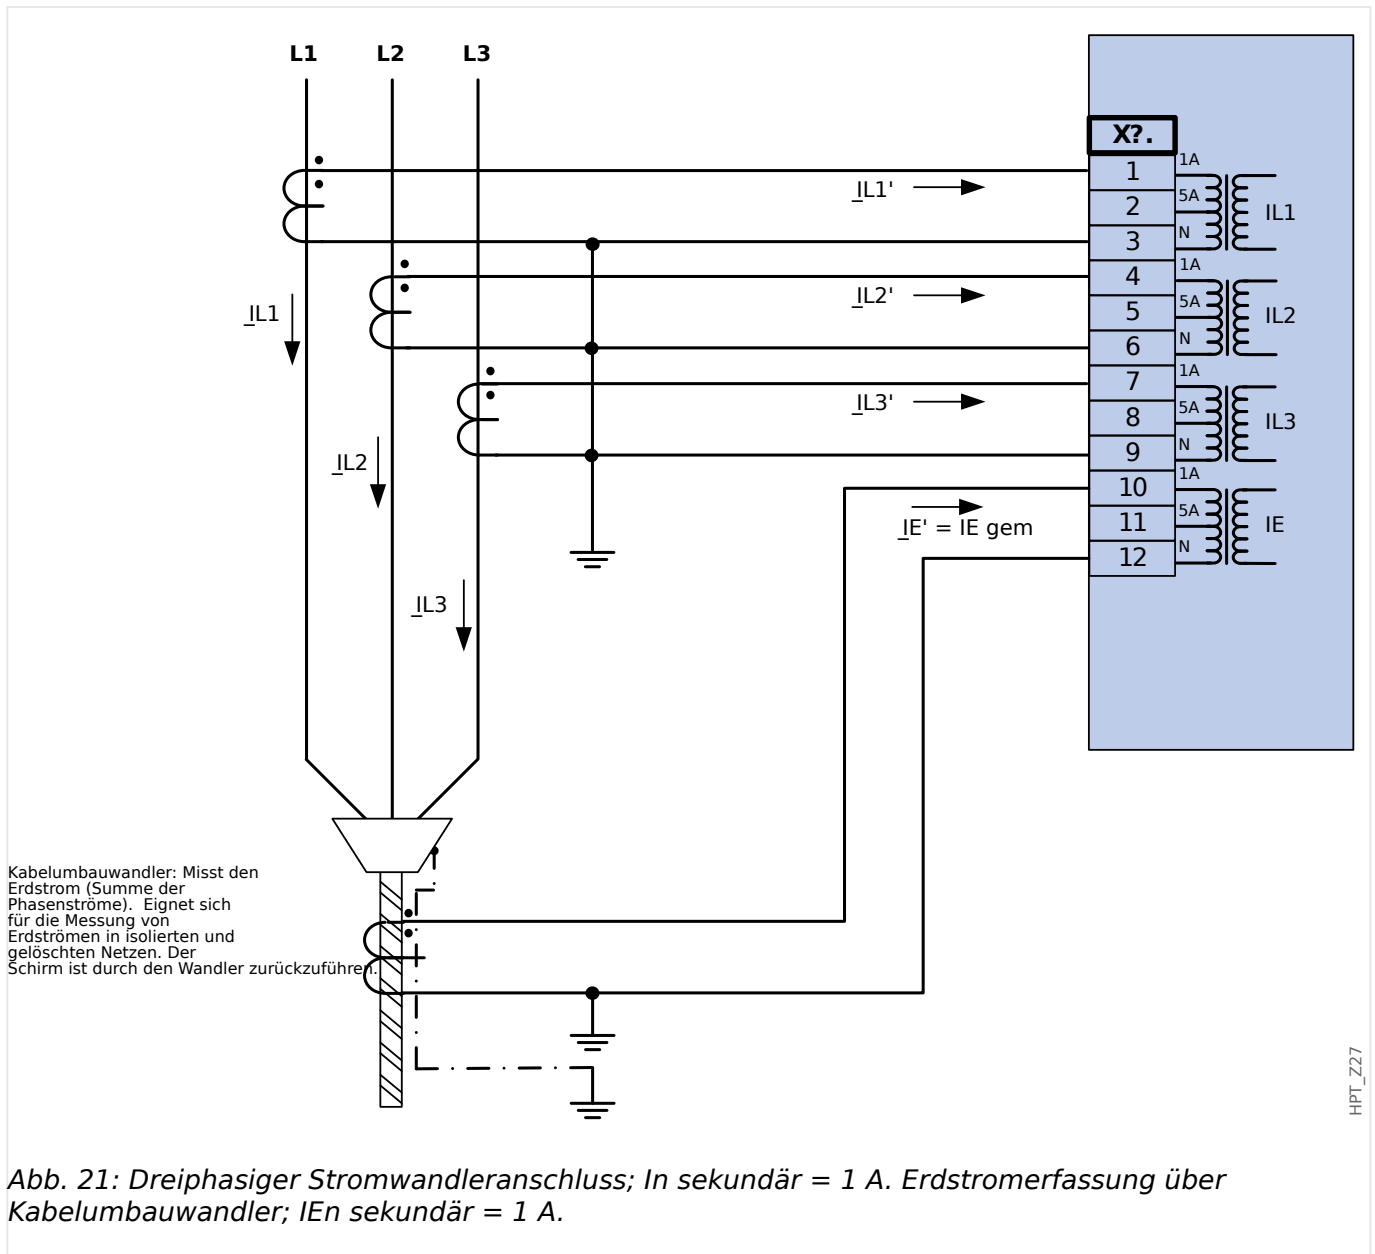 L1 L2 L3
X?.
1 1A
2 5A IL1
3 N
4 1A
5 5A IL2
6 N
7 1A
8 5A IL3
9 N
10 1A
11 5A IE
12 N
_IL1'
_IL2'
_IL3'
_IE' = IE gem
_IL1
_IL2
_IL3
Kabelumbauwandler: Misst den
Erdstrom (Summe der
Phasenströme).  Eignet sich
für die Messung von
Erdströmen in isolierten und
gelöschten Netzen. Der
Schirm ist durch den Wandler zurückzuführen.
HPT_Z27
Abb. 21: Dreiphasiger Stromwandleranschluss; In sekundär = 1 A. Erdstromerfassung über
Kabelumbauwandler; IEn sekundär = 1 A.